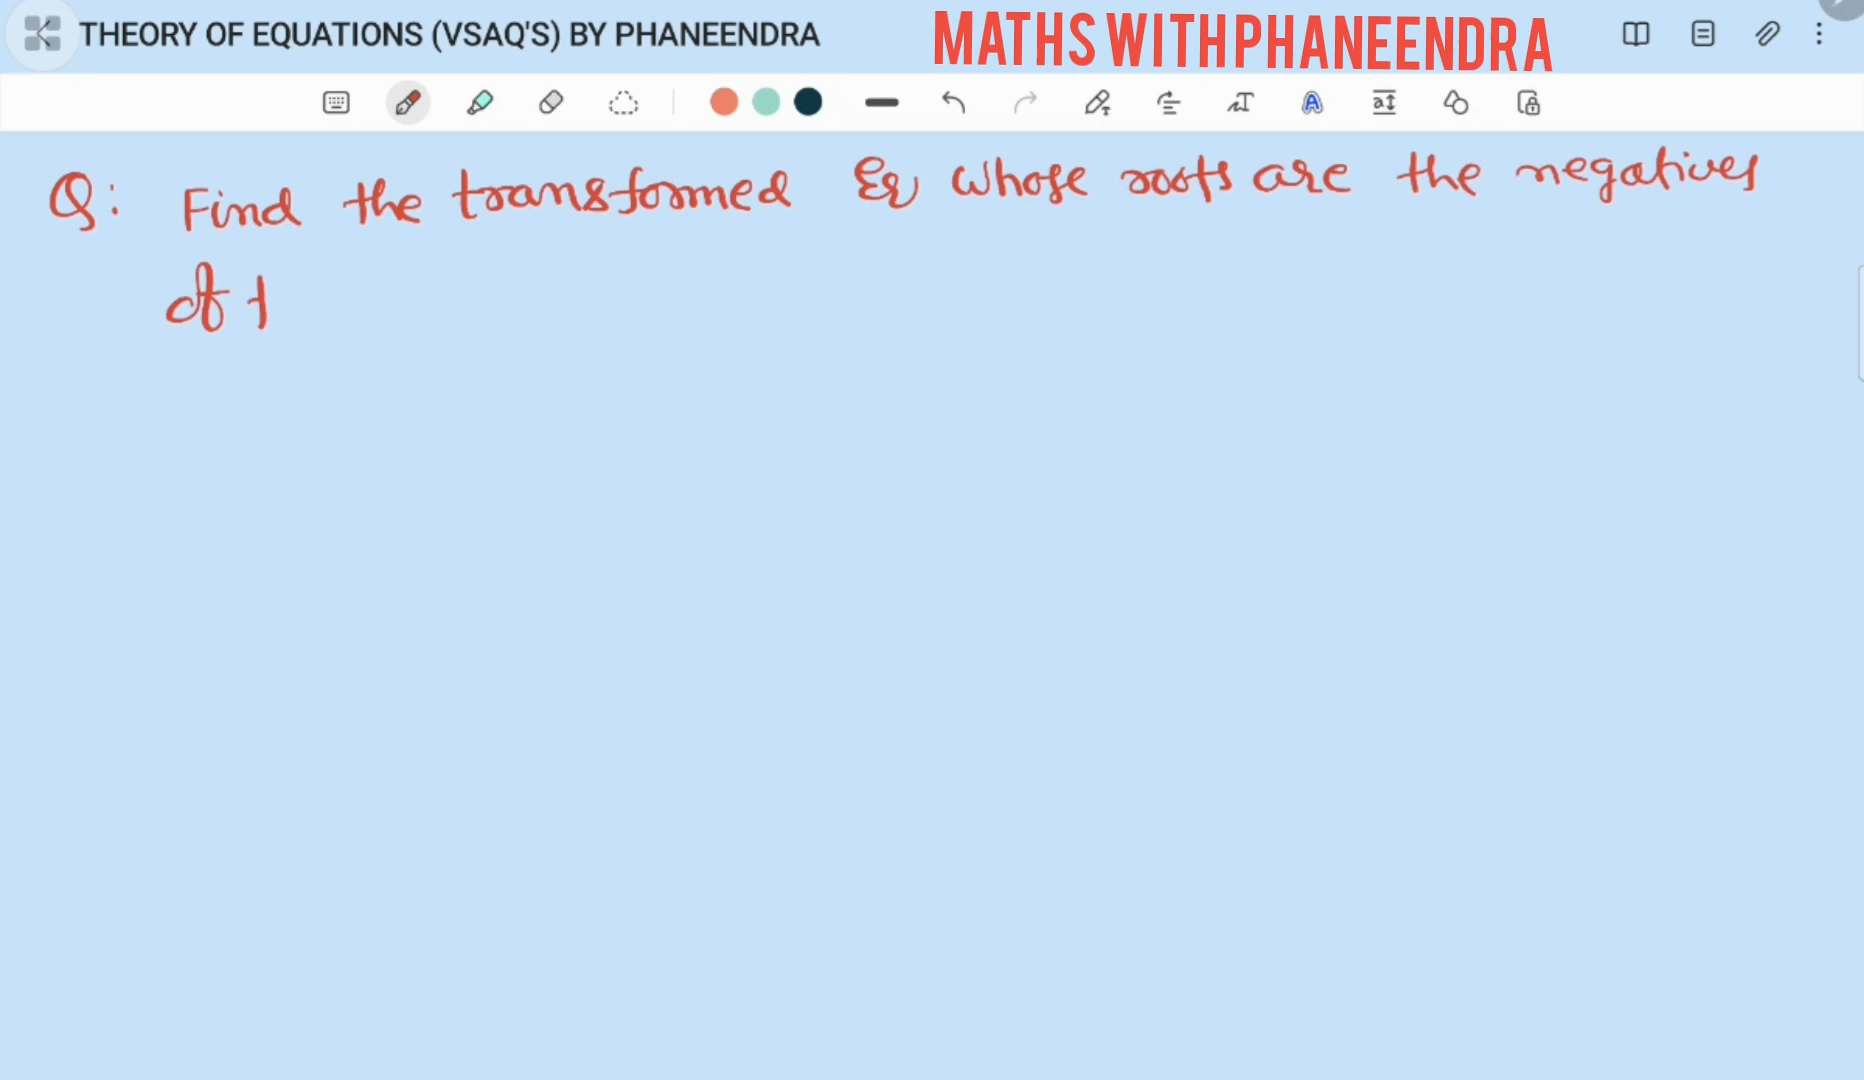 THEORY OF EQUATIONS (VSAQ'S) BY PHANEENDRA
MATHS WITH PHANEENDRA
Q: Find the transformed Eq whose roots are the negatives
of t